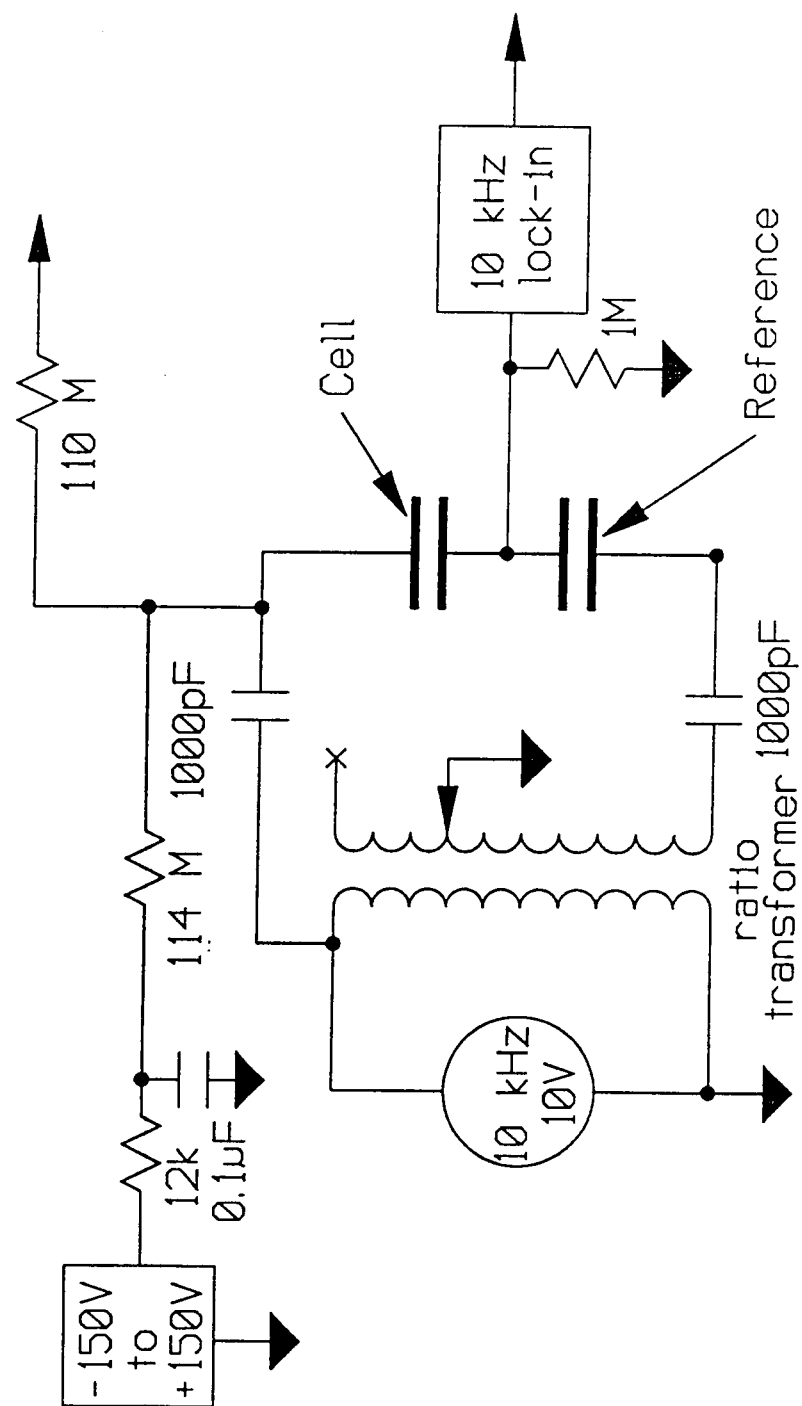 110 M
114 M
12k
0.1µF
-150V
to
+150V
1000pF
Cell
10 kHz
lock-in
1M
Reference
10 kHz
10V
ratio
transformer
1000pF